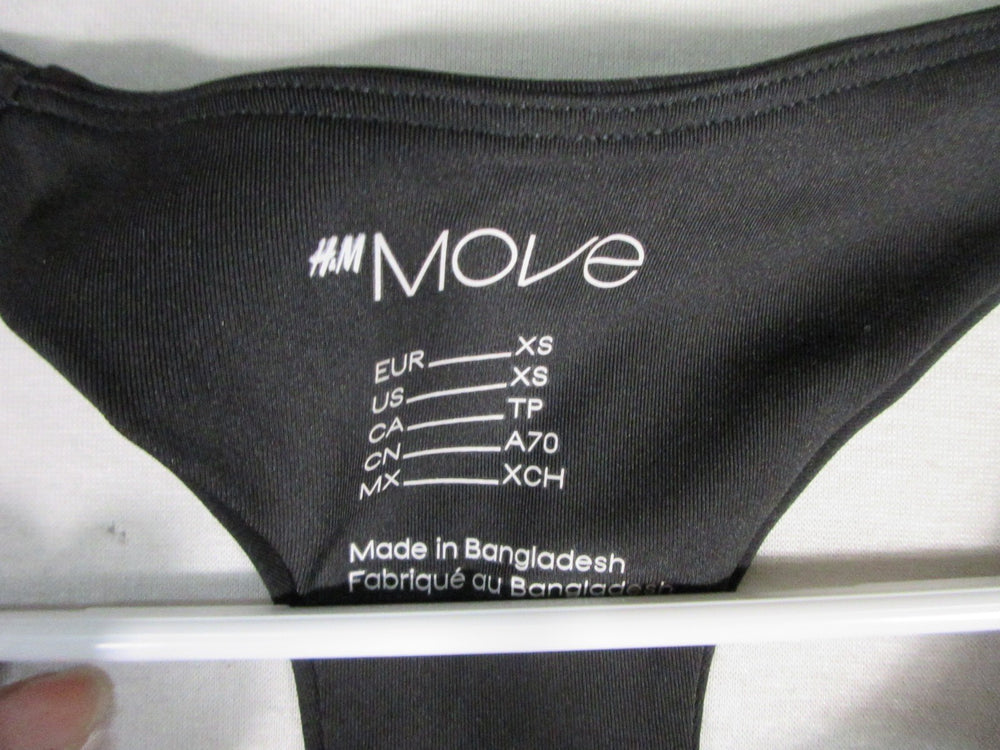 H&M Move
EUR XS
US XS
CA TP
CN A70
MX XCH
Made in Bangladesh
Fabriqué au Bangladesh